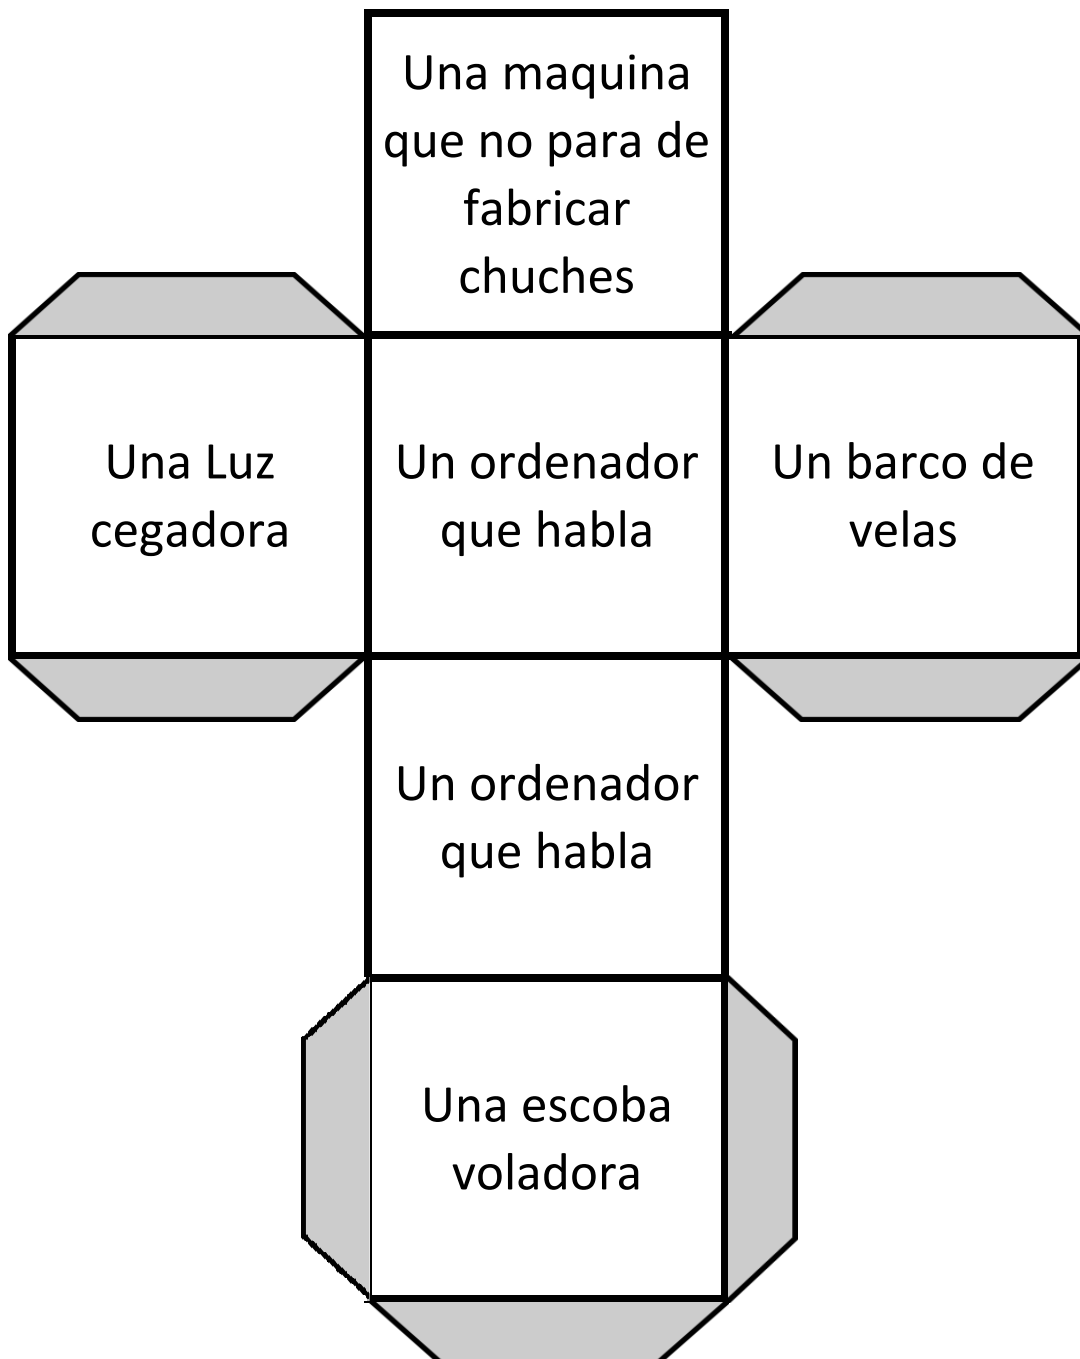 Una maquina
que no para de
fabricar
chuches
Una Luz
cegadora
Un ordenador
que habla
Un barco de
velas
Un ordenador
que habla
Una escoba
voladora